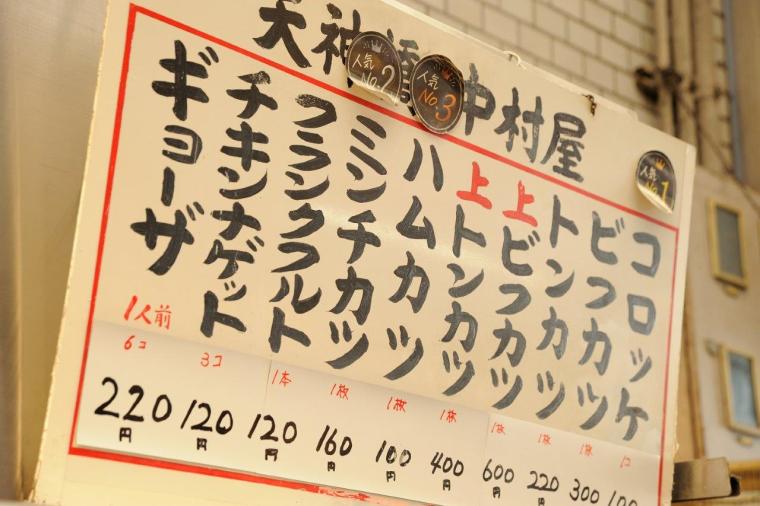 天神橋中村屋
人気No.1
人気No.2
人気No.3
コロッケ 1コ 100
ビフカツ 1枚 300円
トンカツ 1枚 220円
上ビフカツ 1枚 600円
上トンカツ 1枚 400円
ハムカツ 1枚 100円
ミンチカツ 1枚 160円
フランクフルト 1本 120円
チキンナゲット 3コ 120円
ギョーザ 1人前 6コ 220円